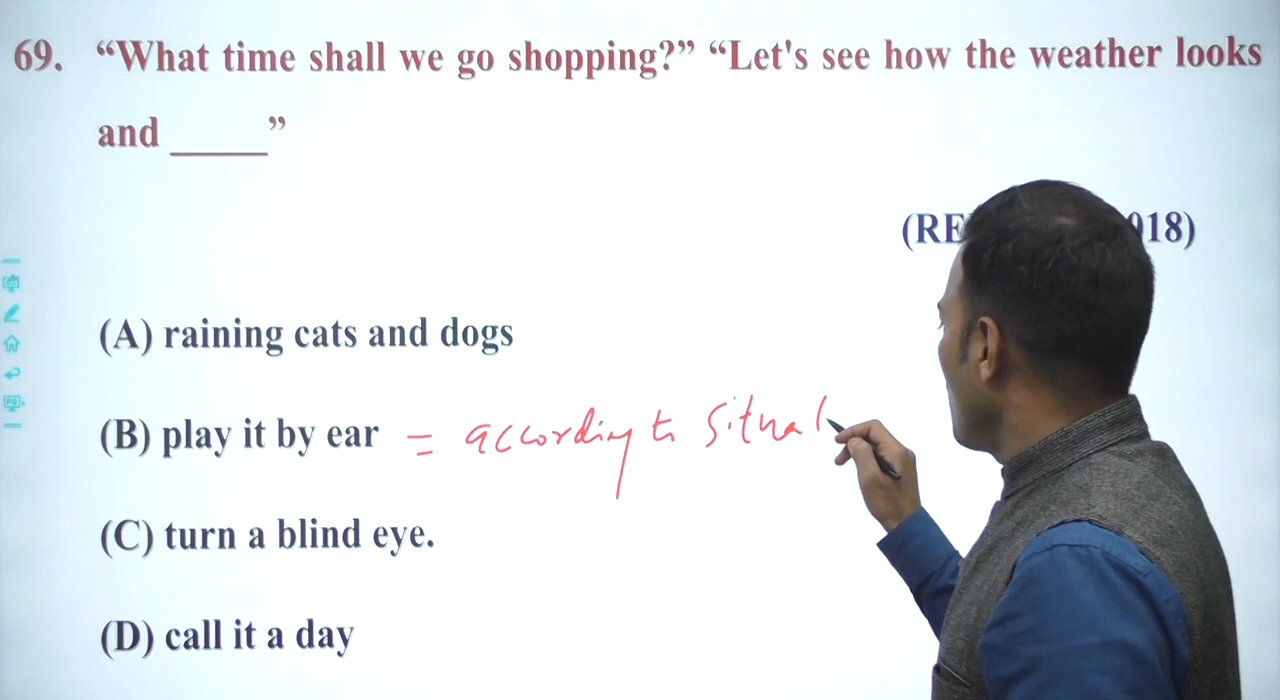 69. “What time shall we go shopping?” “Let's see how the weather looks
and _____”
(RE 018)
(A) raining cats and dogs
(B) play it by ear = according to situat
(C) turn a blind eye.
(D) call it a day